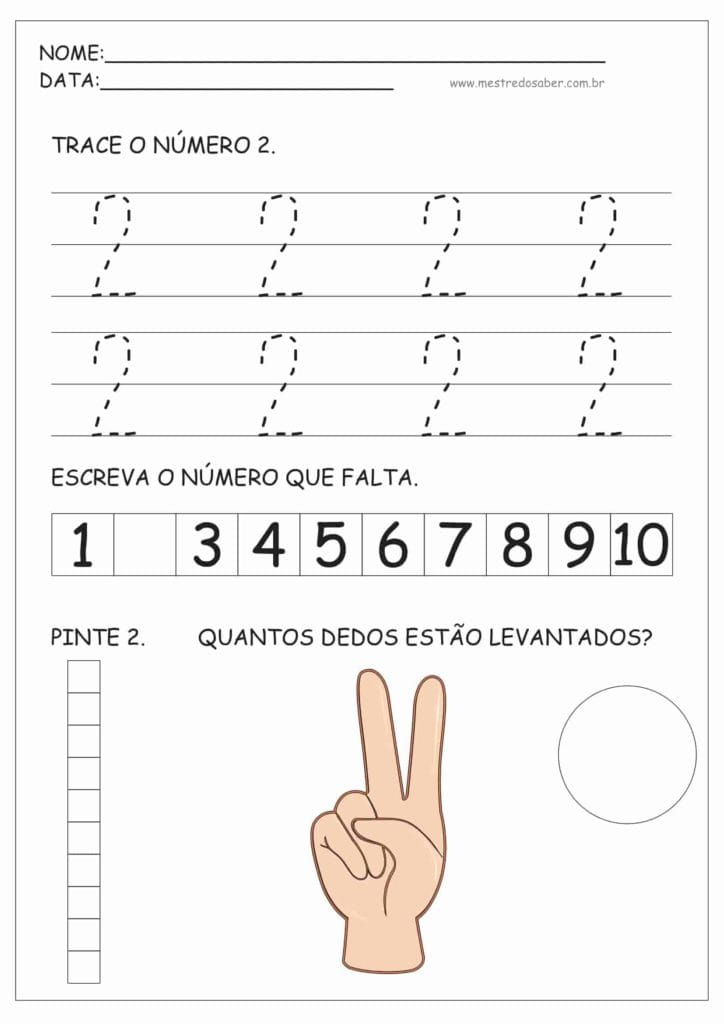 NOME:
DATA: www.mestredosaber.com.br
TRACE O NÚMERO 2.
2 2 2 2
2 2 2 2
ESCREVA O NÚMERO QUE FALTA.
1 3 4 5 6 7 8 9 10
PINTE 2. QUANTOS DEDOS ESTÃO LEVANTADOS?